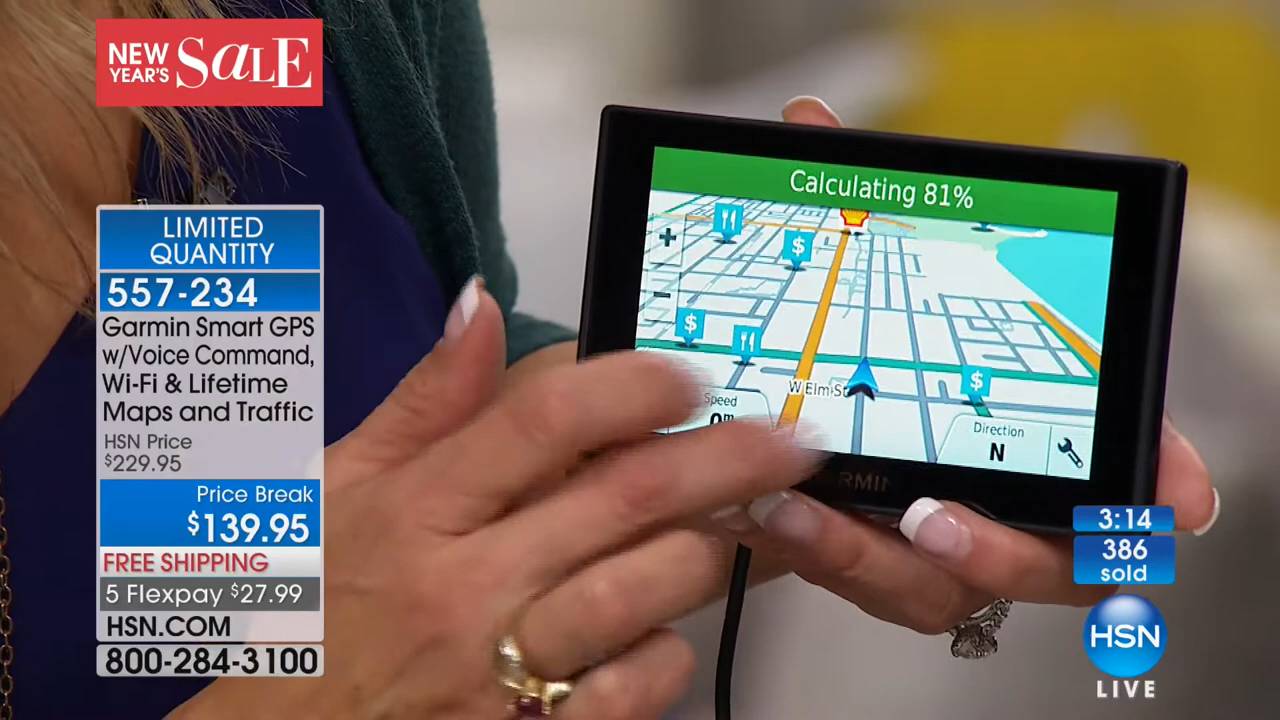 NEW
YEAR'S
SALE
LIMITED
QUANTITY
557-234
Garmin Smart GPS
w/Voice Command,
Wi-Fi & Lifetime
Maps and Traffic
HSN Price
$229.95
Price Break
$139.95
FREE SHIPPING
5 Flexpay $27.99
HSN.COM
800-284-3100
Calculating 81%
+
-
$
$
$
W Elm St
Speed
0m
Direction
N
3:14
386
sold
HSN
LIVE